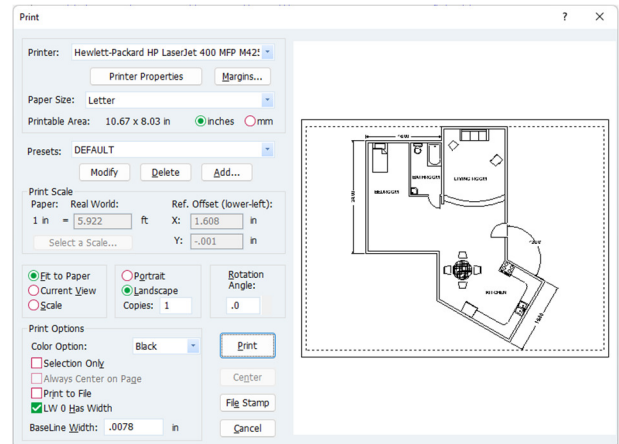 Print ? ×
Printer: Hewlett-Packard HP LaserJet 400 MFP M425
Printer Properties Margins...
Paper Size: Letter
Printable Area: 10.67 x 8.03 in inches mm
Presets: DEFAULT
Modify Delete Add...
Print Scale
Paper: Real World: Ref. Offset (lower-left):
1 in = 5.922 ft X: 1.608 in
Select a Scale... Y: -.001 in
Fit to Paper Portrait Rotation
Current View Landscape Angle:
Scale Copies: 1 .0
Print Options
Color Option: Black Print
Selection Only
Always Center on Page Center
Print to File
LW 0 Has Width File Stamp
BaseLine Width: .0078 in Cancel
BEDROOM
BATHROOM
LIVING ROOM
KITCHEN